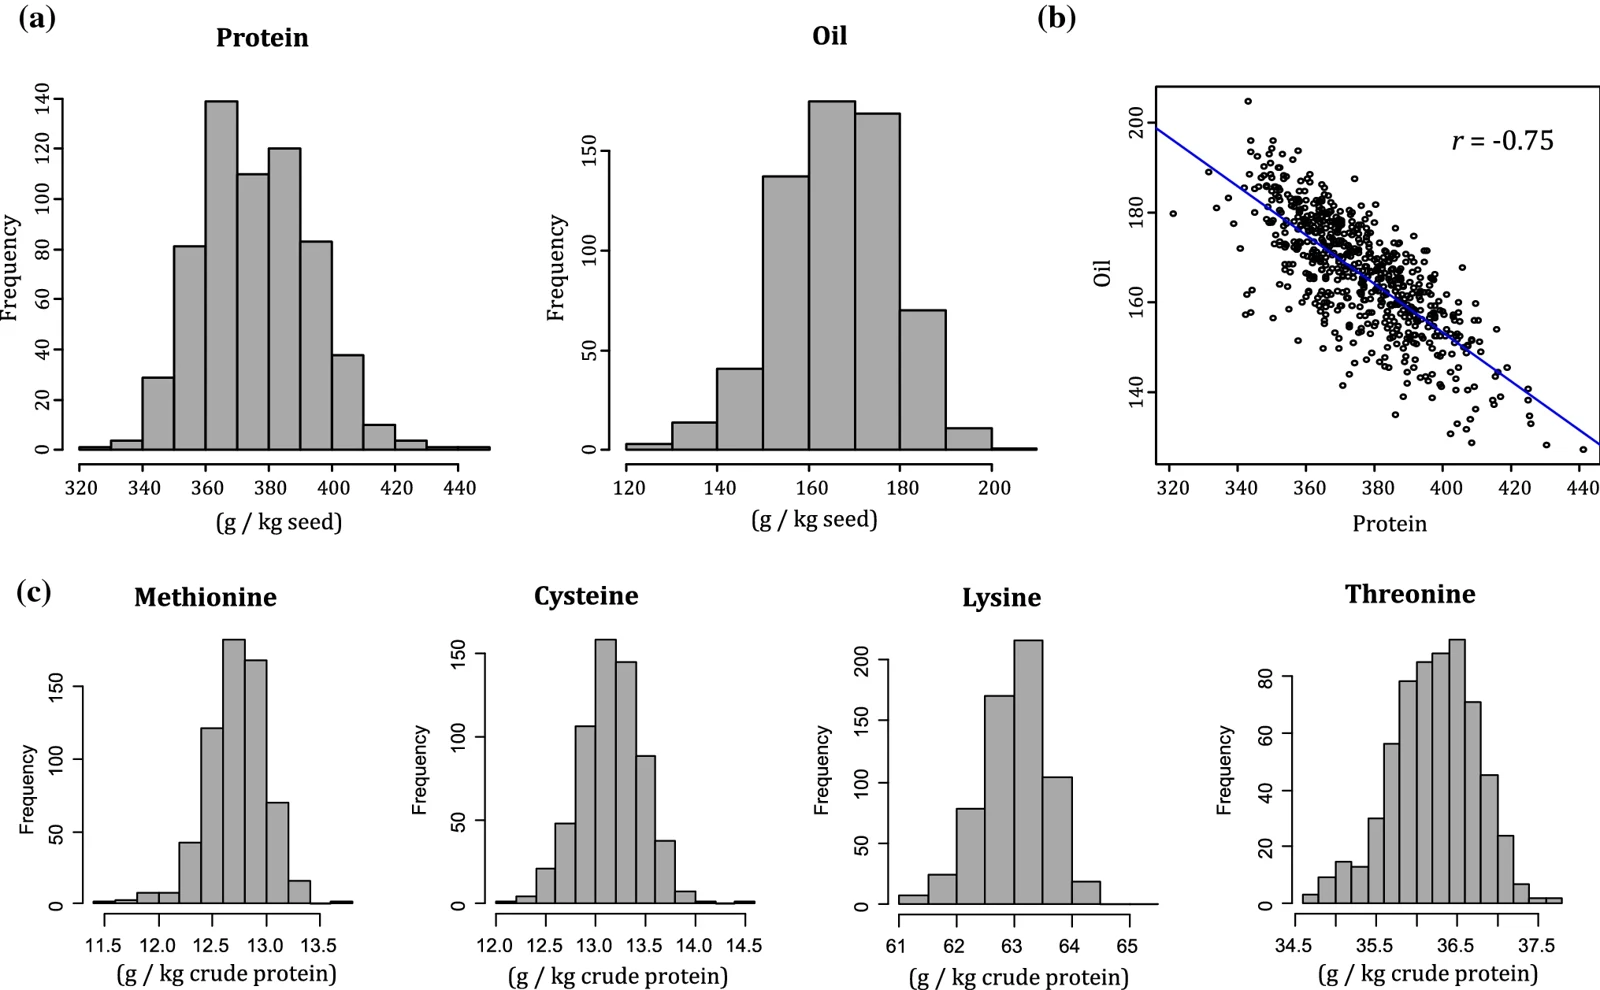 (a)
Protein
Frequency
0 20 40 60 80 100 120 140
320 340 360 380 400 420 440
(g / kg seed)
Oil
Frequency
0 50 100 150
120 140 160 180 200
(g / kg seed)
(b)
r = -0.75
Oil
140 160 180 200
320 340 360 380 400 420 440
Protein
(c)
Methionine
Frequency
0 50 100 150
11.5 12.0 12.5 13.0 13.5
(g / kg crude protein)
Cysteine
Frequency
0 50 100 150
12.0 12.5 13.0 13.5 14.0 14.5
(g / kg crude protein)
Lysine
Frequency
0 50 100 150 200
61 62 63 64 65
(g / kg crude protein)
Threonine
Frequency
0 20 40 60 80
34.5 35.5 36.5 37.5
(g / kg crude protein)